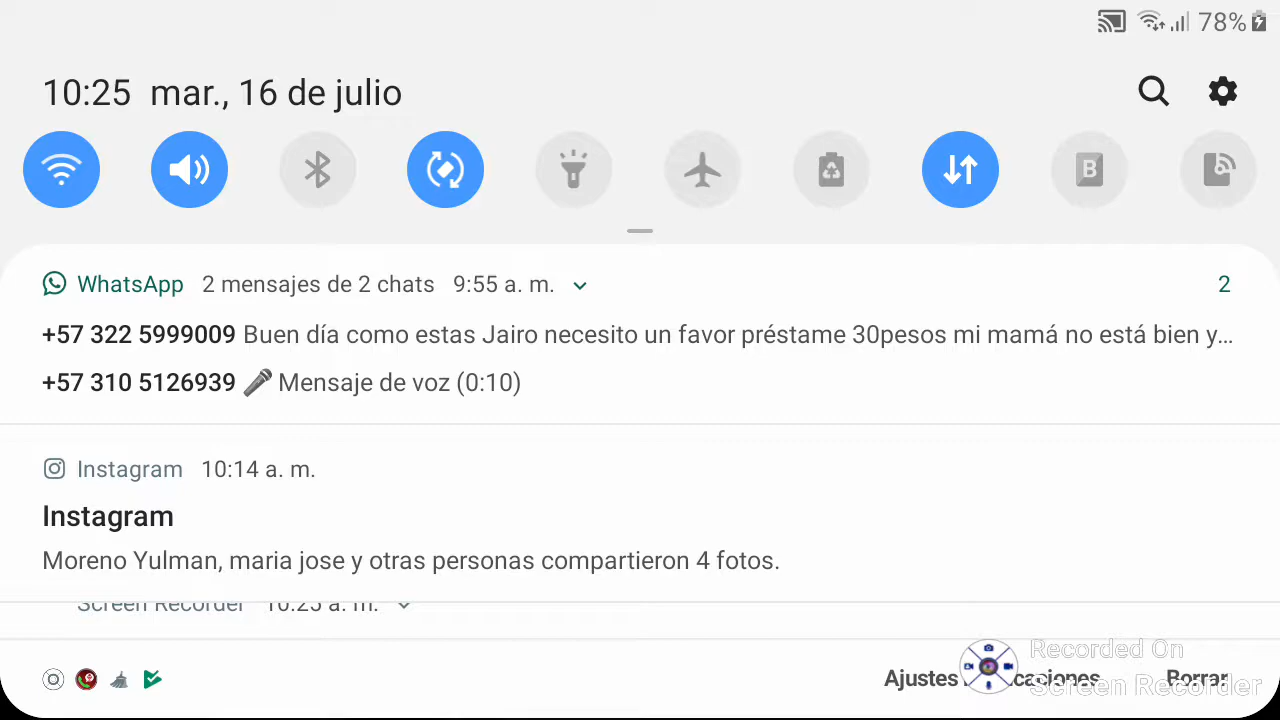 78%
10:25 mar., 16 de julio
WhatsApp 2 mensajes de 2 chats 9:55 a. m. 2
+57 322 5999009 Buen día como estas Jairo necesito un favor préstame 30pesos mi mamá no está bien y...
+57 310 5126939 🎤 Mensaje de voz (0:10)
Instagram 10:14 a. m.
Instagram
Moreno Yulman, maria jose y otras personas compartieron 4 fotos.
Screen Recorder 10:25 a. m.
Recorded On
Ajustes caciones Borrar
Screen Recorder